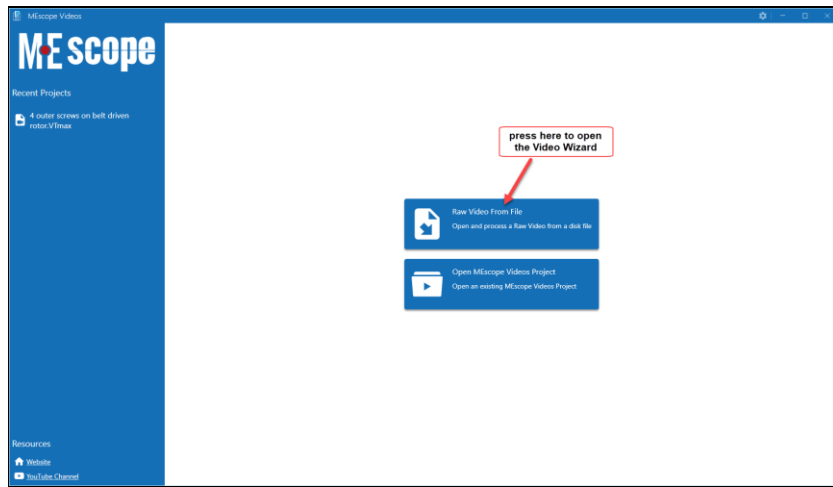 MEscope Videos
MEscope
Recent Projects
4 outer screws on belt driven
rotor.VTmax
press here to open
the Video Wizard
Raw Video From File
Open and process a Raw Video from a disk file
Open MEscope Videos Project
Open an existing MEscope Videos Project
Resources
Website
YouTube Channel